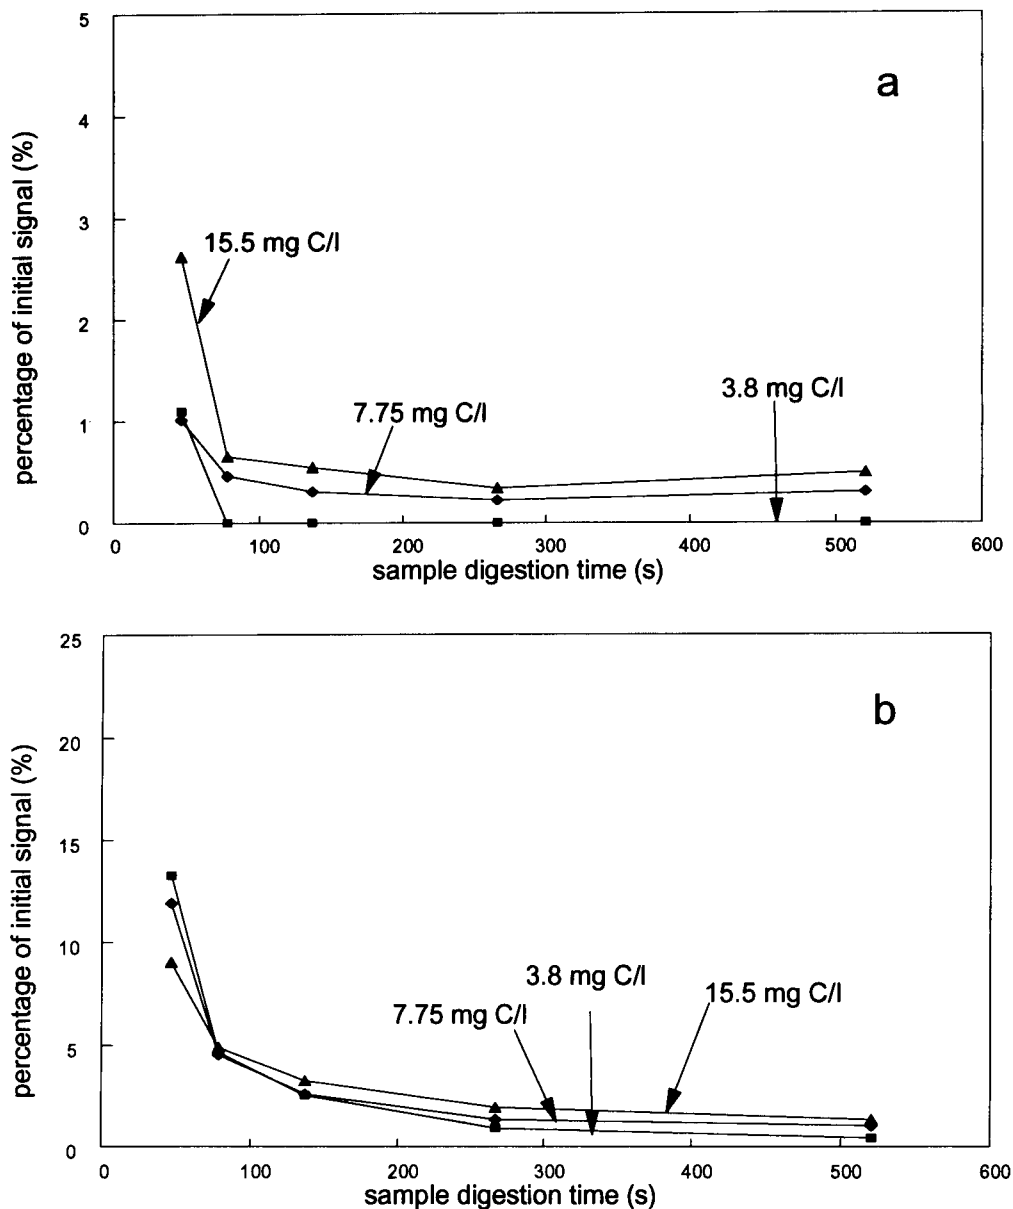 5
a
4
percentage of initial signal (%)
3
15.5 mg C/l
2
3.8 mg C/l
7.75 mg C/l
1
0
0 100 200 300 400 500 600
sample digestion time (s)
25
b
20
percentage of initial signal (%)
15
10
3.8 mg C/l
15.5 mg C/l
7.75 mg C/l
5
0
0 100 200 300 400 500 600
sample digestion time (s)